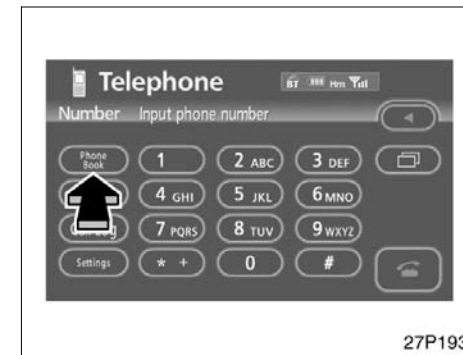 Telephone BT Hm
Number Input phone number
Phone
Book
1 2 ABC 3 DEF
4 GHI 5 JKL 6 MNO
7 PQRS 8 TUV 9 WXYZ
Settings * + 0 #
27P193